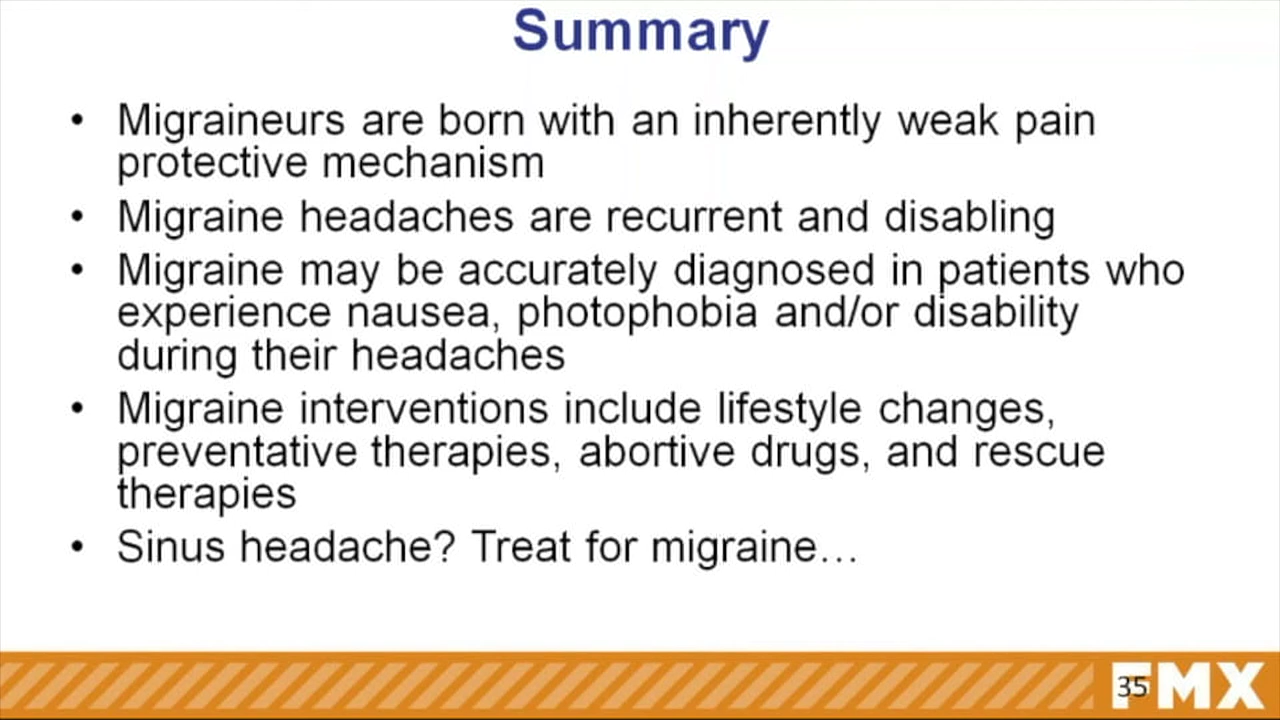 Summary
• Migraineurs are born with an inherently weak pain
protective mechanism
• Migraine headaches are recurrent and disabling
• Migraine may be accurately diagnosed in patients who
experience nausea, photophobia and/or disability
during their headaches
• Migraine interventions include lifestyle changes,
preventative therapies, abortive drugs, and rescue
therapies
• Sinus headache? Treat for migraine…
35
FMX